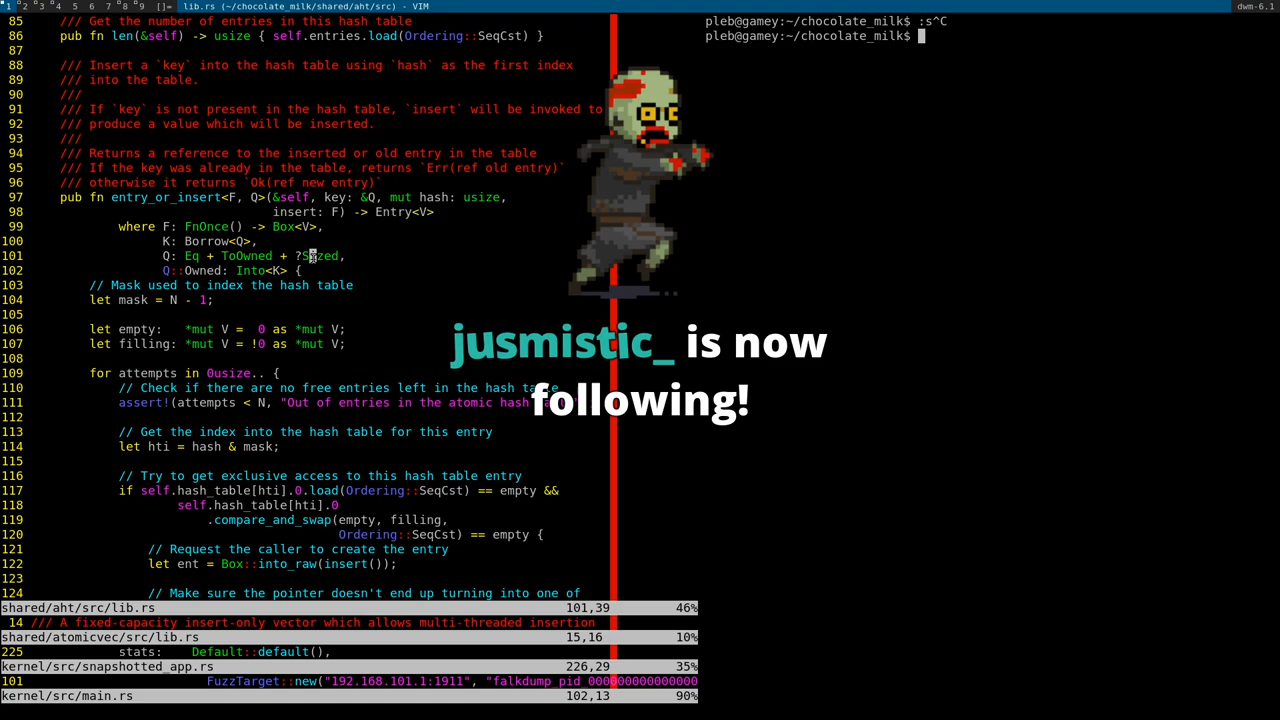 1 2 3 4 5 6 7 8 9 []= lib.rs (~/chocolate_milk/shared/aht/src) - VIM dwm-6.1
85 /// Get the number of entries in this hash table
86 pub fn len(&self) -> usize { self.entries.load(Ordering::SeqCst) }
87
88 /// Insert a `key` into the hash table using `hash` as the first index
89 /// into the table.
90 ///
91 /// If `key` is not present in the hash table, `insert` will be invoked to
92 /// produce a value which will be inserted.
93 ///
94 /// Returns a reference to the inserted or old entry in the table
95 /// If the key was already in the table, returns `Err(ref old entry)`
96 /// otherwise it returns `Ok(ref new entry)`
97 pub fn entry_or_insert<F, Q>(&self, key: &Q, mut hash: usize,
98 insert: F) -> Entry<V>
99 where F: FnOnce() -> Box<V>,
100 K: Borrow<Q>,
101 Q: Eq + ToOwned + ?Sized,
102 Q::Owned: Into<K> {
103 // Mask used to index the hash table
104 let mask = N - 1;
105
106 let empty: *mut V = 0 as *mut V;
107 let filling: *mut V = !0 as *mut V;
108
109 for attempts in 0usize.. {
110 // Check if there are no free entries left in the hash table
111 assert!(attempts < N, "Out of entries in the atomic hash
112
113 // Get the index into the hash table for this entry
114 let hti = hash & mask;
115
116 // Try to get exclusive access to this hash table entry
117 if self.hash_table[hti].0.load(Ordering::SeqCst) == empty &&
118 self.hash_table[hti].0
119 .compare_and_swap(empty, filling,
120 Ordering::SeqCst) == empty {
121 // Request the caller to create the entry
122 let ent = Box::into_raw(insert());
123
124 // Make sure the pointer doesn't end up turning into one of
shared/aht/src/lib.rs 101,39 46%
14 /// A fixed-capacity insert-only vector which allows multi-threaded insertion
shared/atomicvec/src/lib.rs 15,16 10%
225 stats: Default::default(),
kernel/src/snapshotted_app.rs 226,29 35%
101 FuzzTarget::new("192.168.101.1:1911", "falkdump_pid_000000000000000
kernel/src/main.rs 102,13 90%
pleb@gamey:~/chocolate_milk$ :s^C
pleb@gamey:~/chocolate_milk$
jusmistic_ is now
following!